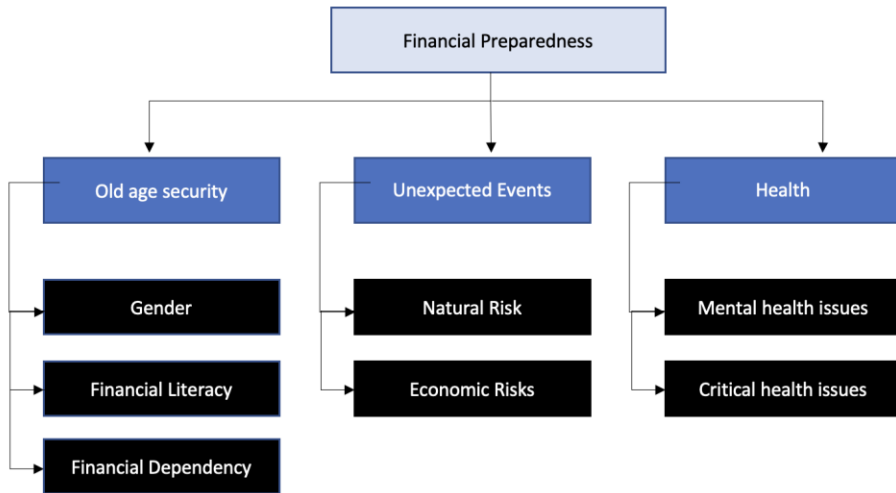 Financial Preparedness
Old age security
Unexpected Events
Health
Gender
Natural Risk
Mental health issues
Financial Literacy
Economic Risks
Critical health issues
Financial Dependency